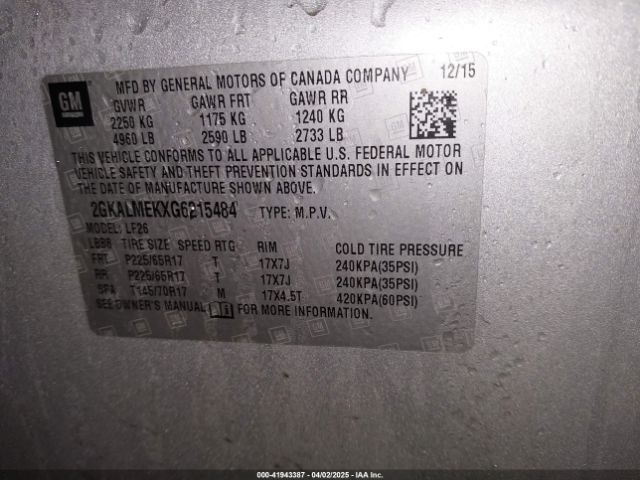 GM
MFD BY GENERAL MOTORS OF CANADA COMPANY 12/15
GVWR GAWR FRT GAWR RR
2250 KG 1175 KG 1240 KG
4960 LB 2590 LB 2733 LB
THIS VEHICLE CONFORMS TO ALL APPLICABLE U.S. FEDERAL MOTOR
VEHICLE SAFETY AND THEFT PREVENTION STANDARDS IN EFFECT ON
THE DATE OF MANUFACTURE SHOWN ABOVE.
2GKALMEKXG6215484 TYPE: M.P.V.
MODEL: LF26
LBBB TIRE SIZE SPEED RTG RIM COLD TIRE PRESSURE
FRT P225/65R17 T 17X7J 240KPA(35PSI)
RR P225/65R17 T 17X7J 240KPA(35PSI)
SPA T145/70R17 M 17X4.5T 420KPA(60PSI)
SEE OWNER'S MANUAL FOR MORE INFORMATION.
000-41943387 - 04/02/2025 - IAAI.com